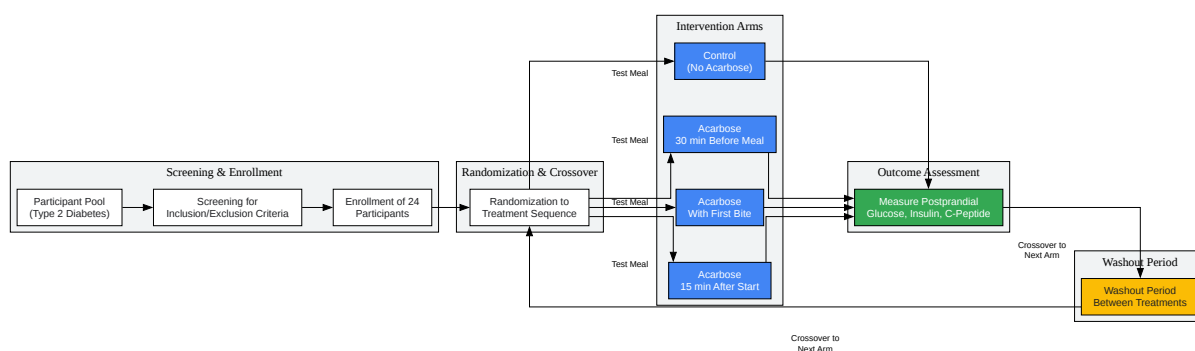 Screening & Enrollment
Participant Pool
(Type 2 Diabetes)
Screening for
Inclusion/Exclusion Criteria
Enrollment of 24
Participants
Randomization & Crossover
Randomization to
Treatment Sequence
Test Meal
Test Meal
Test Meal
Test Meal
Intervention Arms
Control
(No Acarbose)
Acarbose
30 min Before Meal
Acarbose
With First Bite
Acarbose
15 min After Start
Outcome Assessment
Measure Postprandial
Glucose, Insulin, C-Peptide
Crossover to
Next Arm
Washout Period
Washout Period
Between Treatments
Crossover to
Next Arm